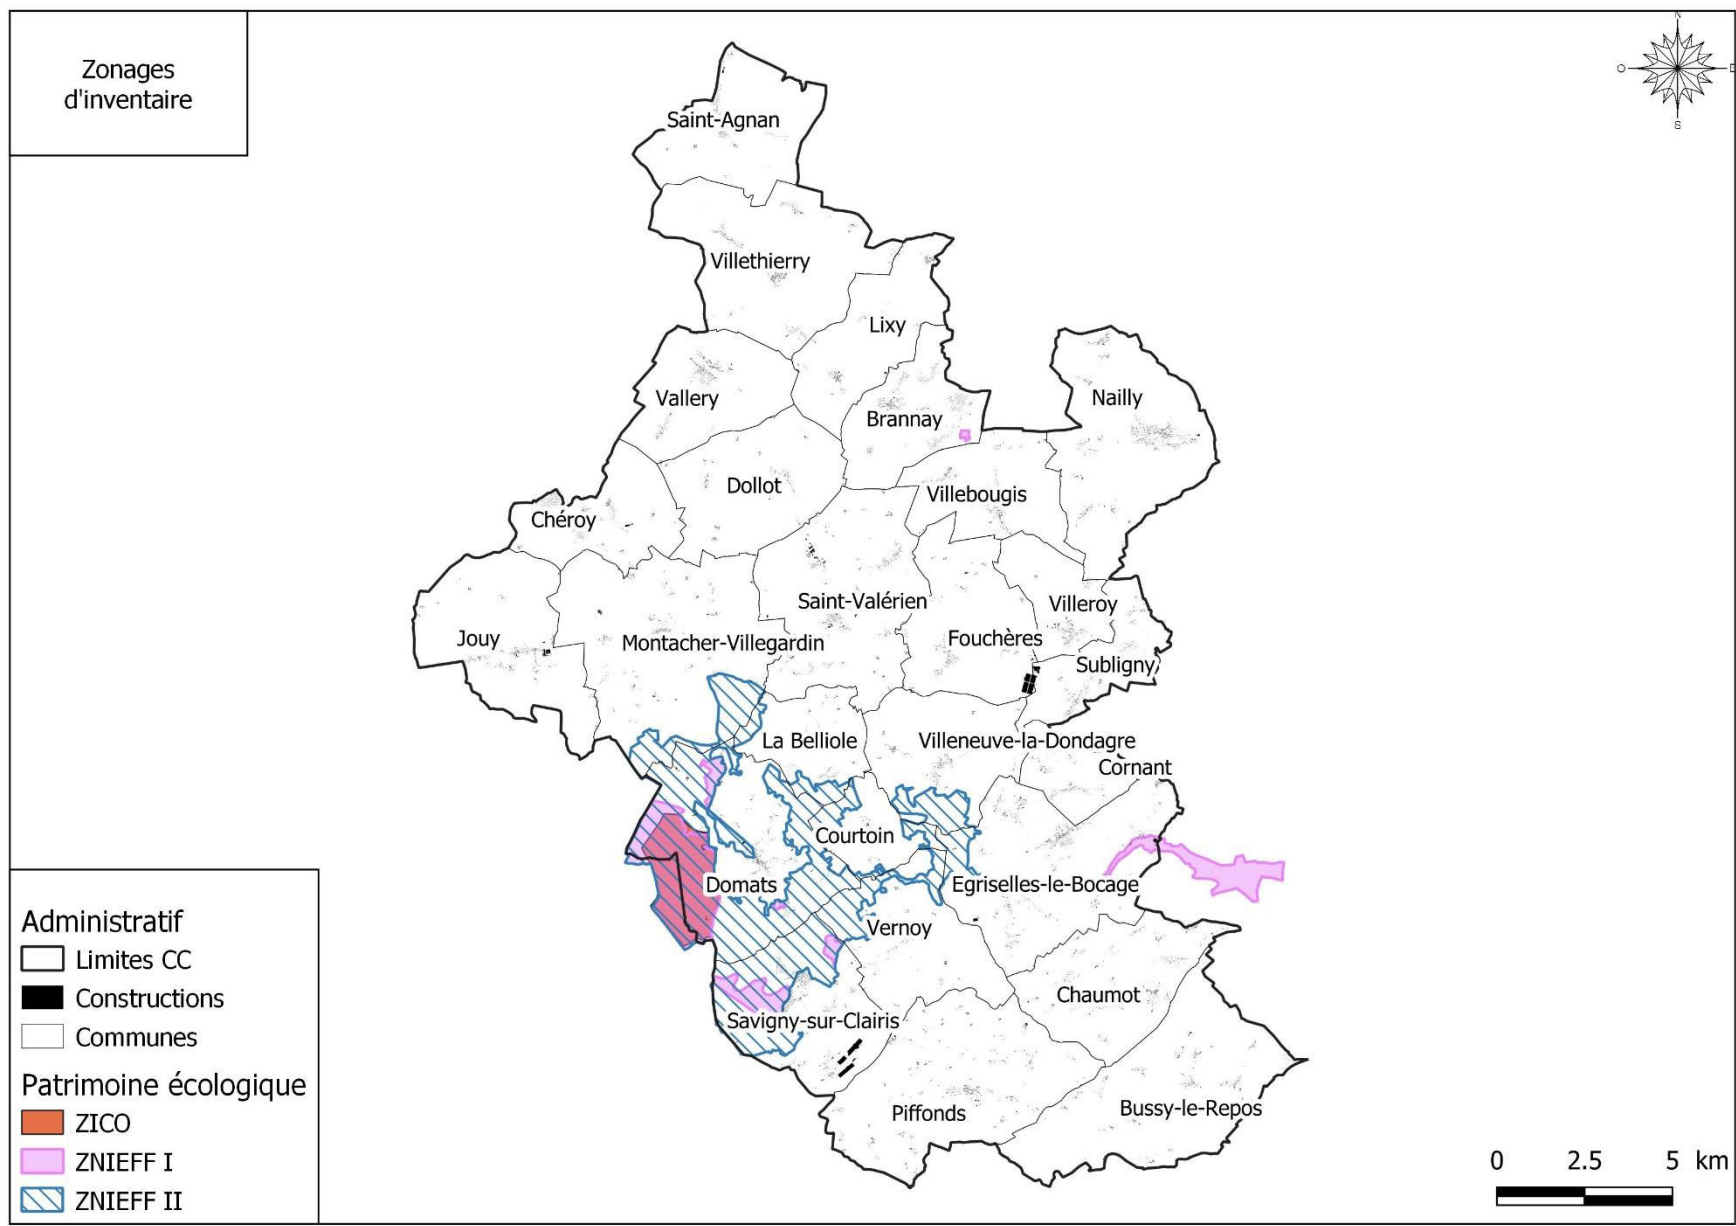 Zonages
d'inventaire
N
O
E
S
Saint-Agnan
Villethierry
Lixy
Vallery
Brannay
Nailly
Dollot
Villebougis
Chéroy
Saint-Valérien
Villeroy
Jouy
Montacher-Villegardin
Fouchères
Subligny
La Belliole
Villeneuve-la-Dondagre
Cornant
Courtoin
Domats
Egriselles-le-Bocage
Vernoy
Chaumot
Savigny-sur-Clairis
Piffonds
Bussy-le-Repos
Administratif
Limites CC
Constructions
Communes
Patrimoine écologique
ZICO
ZNIEFF I
ZNIEFF II
0 2.5 5 km